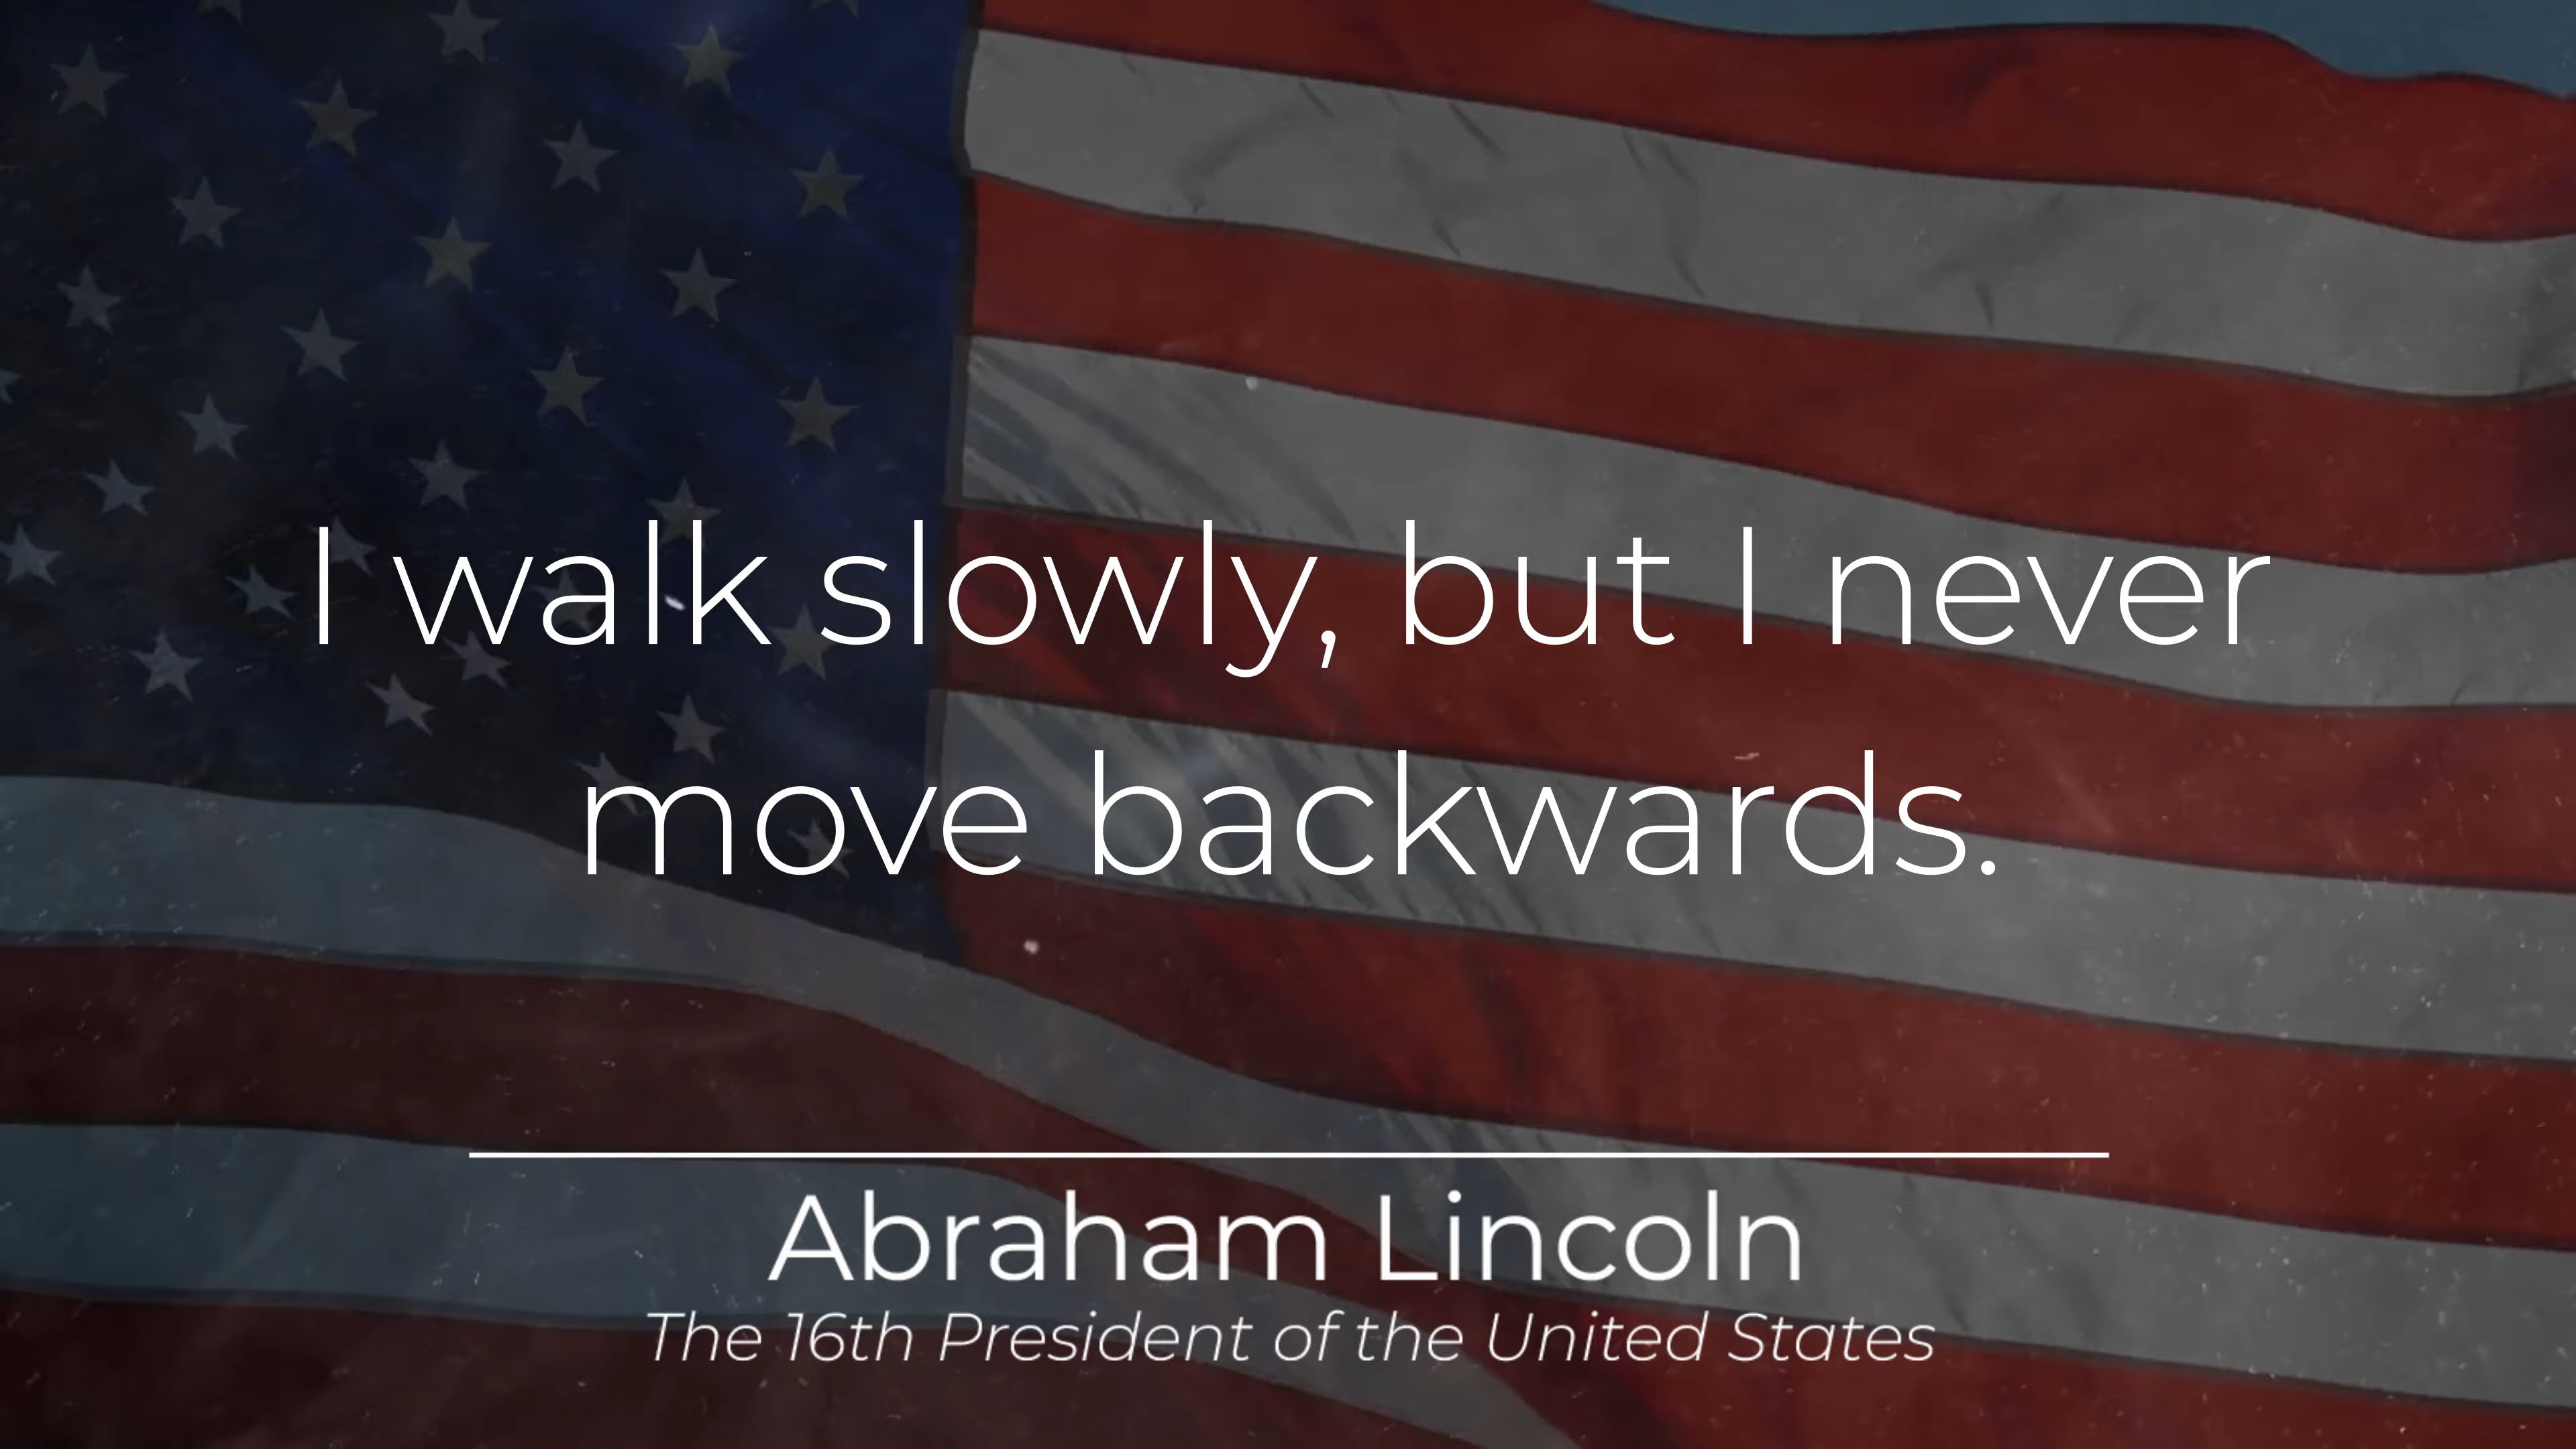 I walk slowly, but I never
move backwards.
Abraham Lincoln
The 16th President of the United States